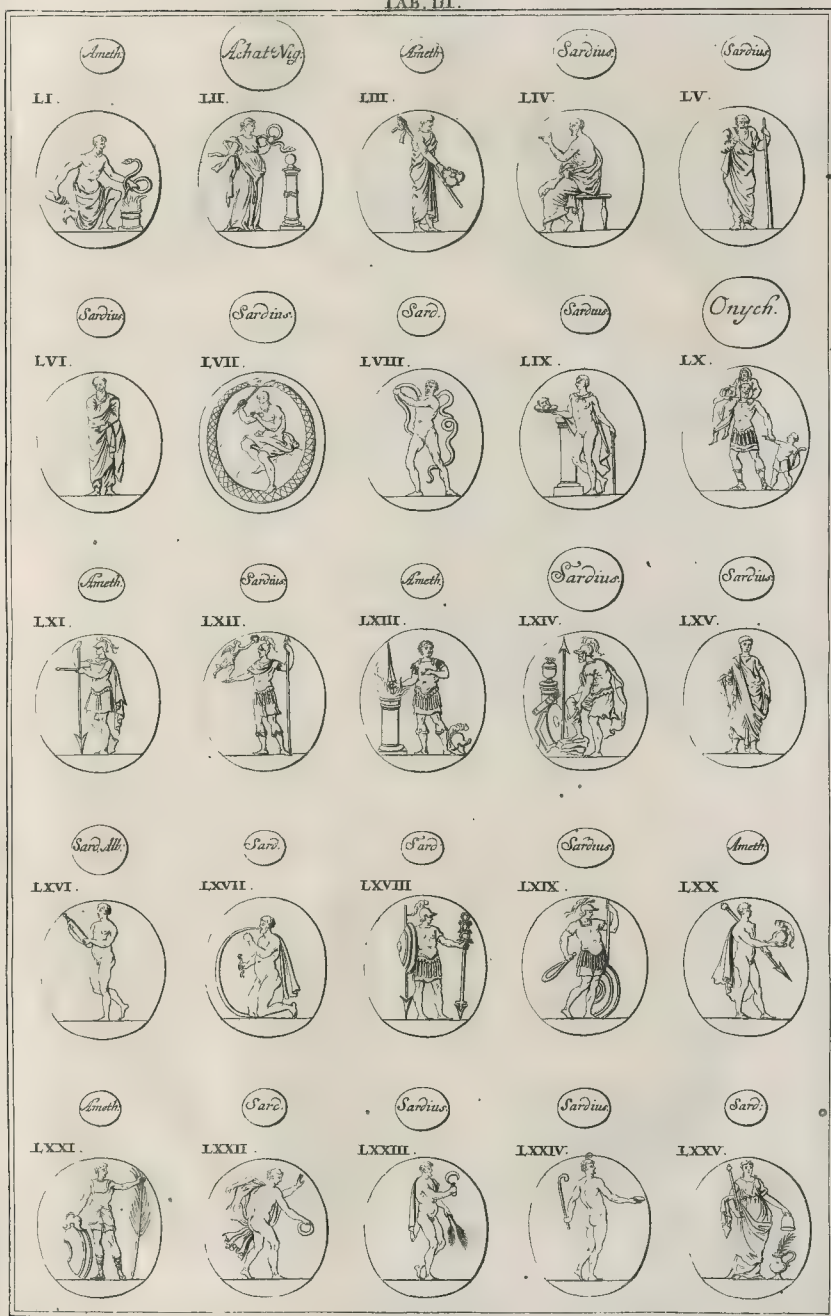 TAB. III.
Ameth. Achat Nig. Ameth Sardius. Sardius.
LI. LII. LIII. LIV. LV.
Sardius. Sardius. Sard. Sardius. Onych.
LVI. LVII. LVIII. LIX. LX.
Ameth. Sardius. Ameth. Sardius. Sardius.
LXI. LXII. LXIII. LXIV. LXV.
Sard. Alb: Sard. Sard Sardius. Ameth.
LXVI. LXVII. LXVIII LXIX. LXX
Ameth. Sard. Sardius. Sardius. Sard:
LXXI. LXXII LXXIII. LXXIV. LXXV.